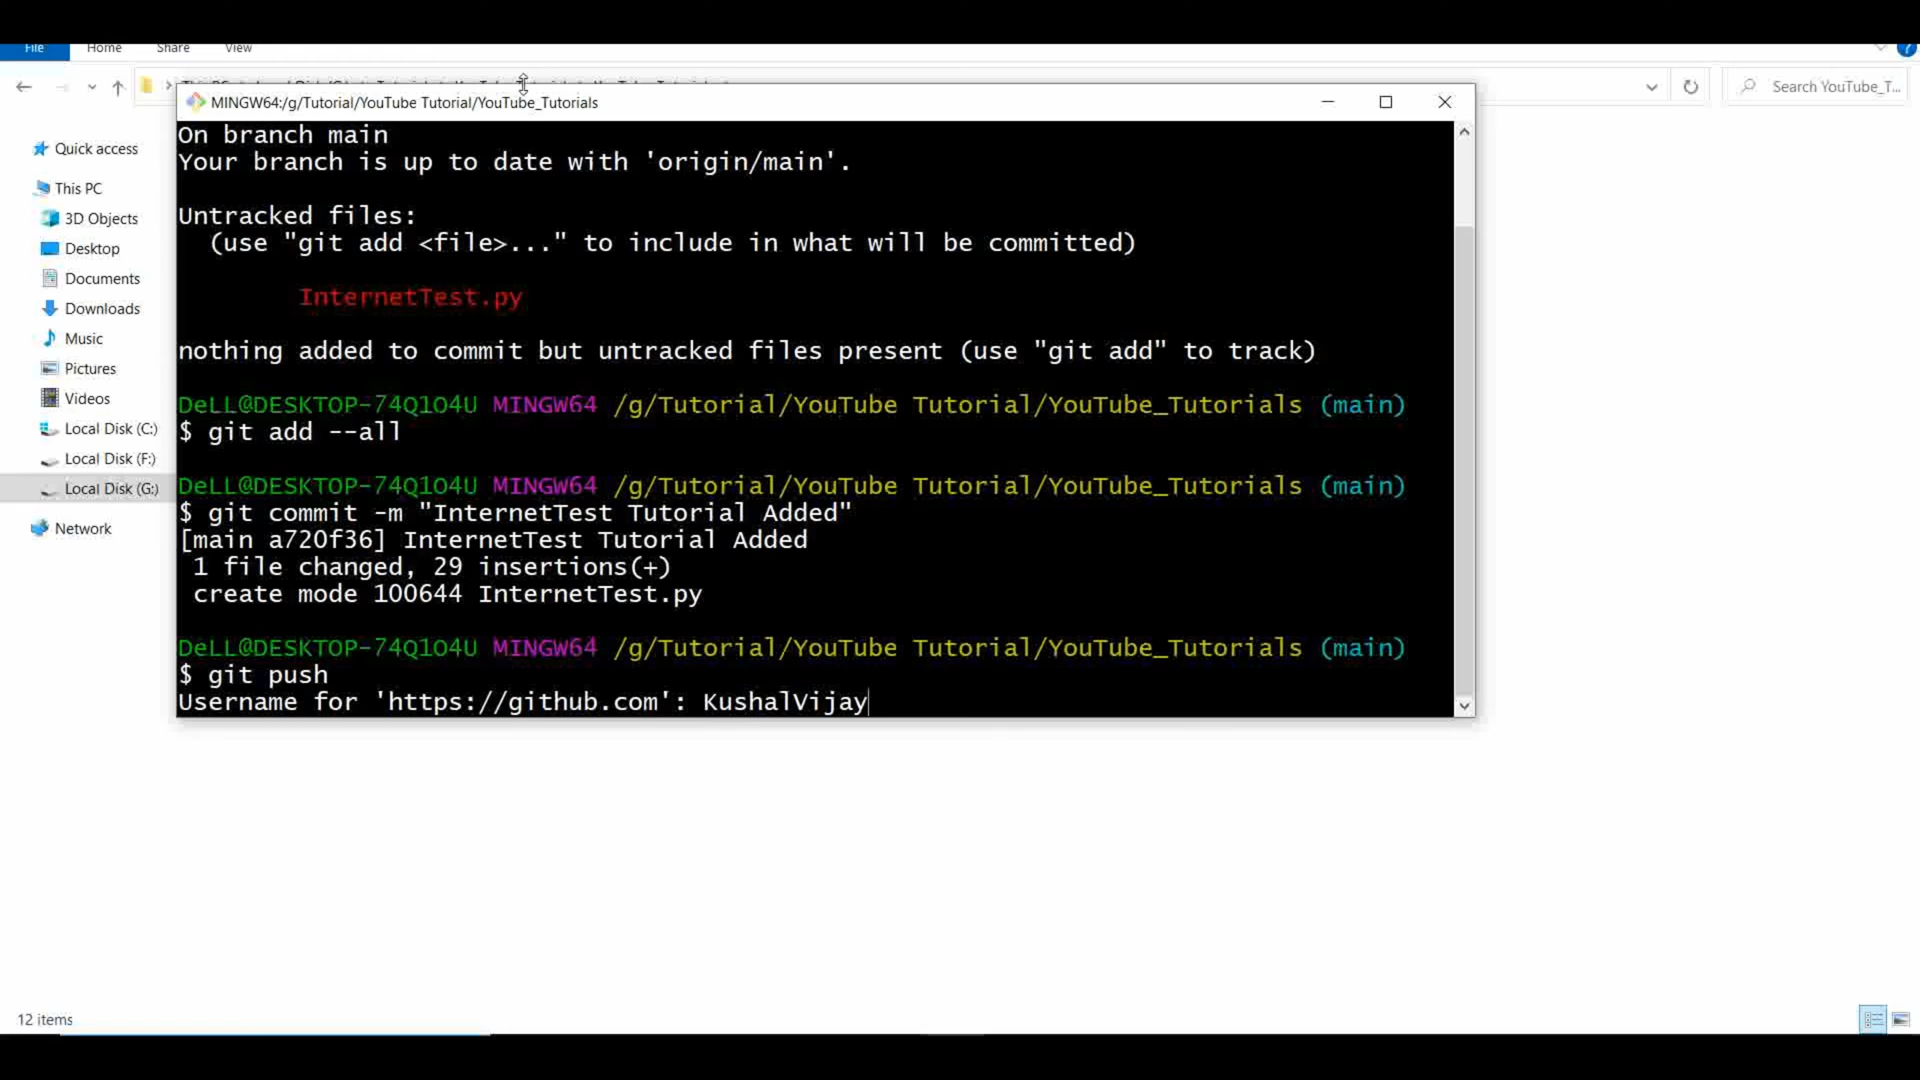 File Home Share View
?
Search YouTube_T...
MINGW64:/g/Tutorial/YouTube Tutorial/YouTube_Tutorials
On branch main
Your branch is up to date with 'origin/main'.
Untracked files:
(use "git add <file>..." to include in what will be committed)
InternetTest.py
nothing added to commit but untracked files present (use "git add" to track)
DeLL@DESKTOP-74Q1O4U MINGW64 /g/Tutorial/YouTube Tutorial/YouTube_Tutorials (main)
$ git add --all
DeLL@DESKTOP-74Q1O4U MINGW64 /g/Tutorial/YouTube Tutorial/YouTube_Tutorials (main)
$ git commit -m "InternetTest Tutorial Added"
[main a720f36] InternetTest Tutorial Added
1 file changed, 29 insertions(+)
create mode 100644 InternetTest.py
DeLL@DESKTOP-74Q1O4U MINGW64 /g/Tutorial/YouTube Tutorial/YouTube_Tutorials (main)
$ git push
Username for 'https://github.com': KushalVijay
Quick access
This PC
3D Objects
Desktop
Documents
Downloads
Music
Pictures
Videos
Local Disk (C:)
Local Disk (F:)
Local Disk (G:)
Network
12 items